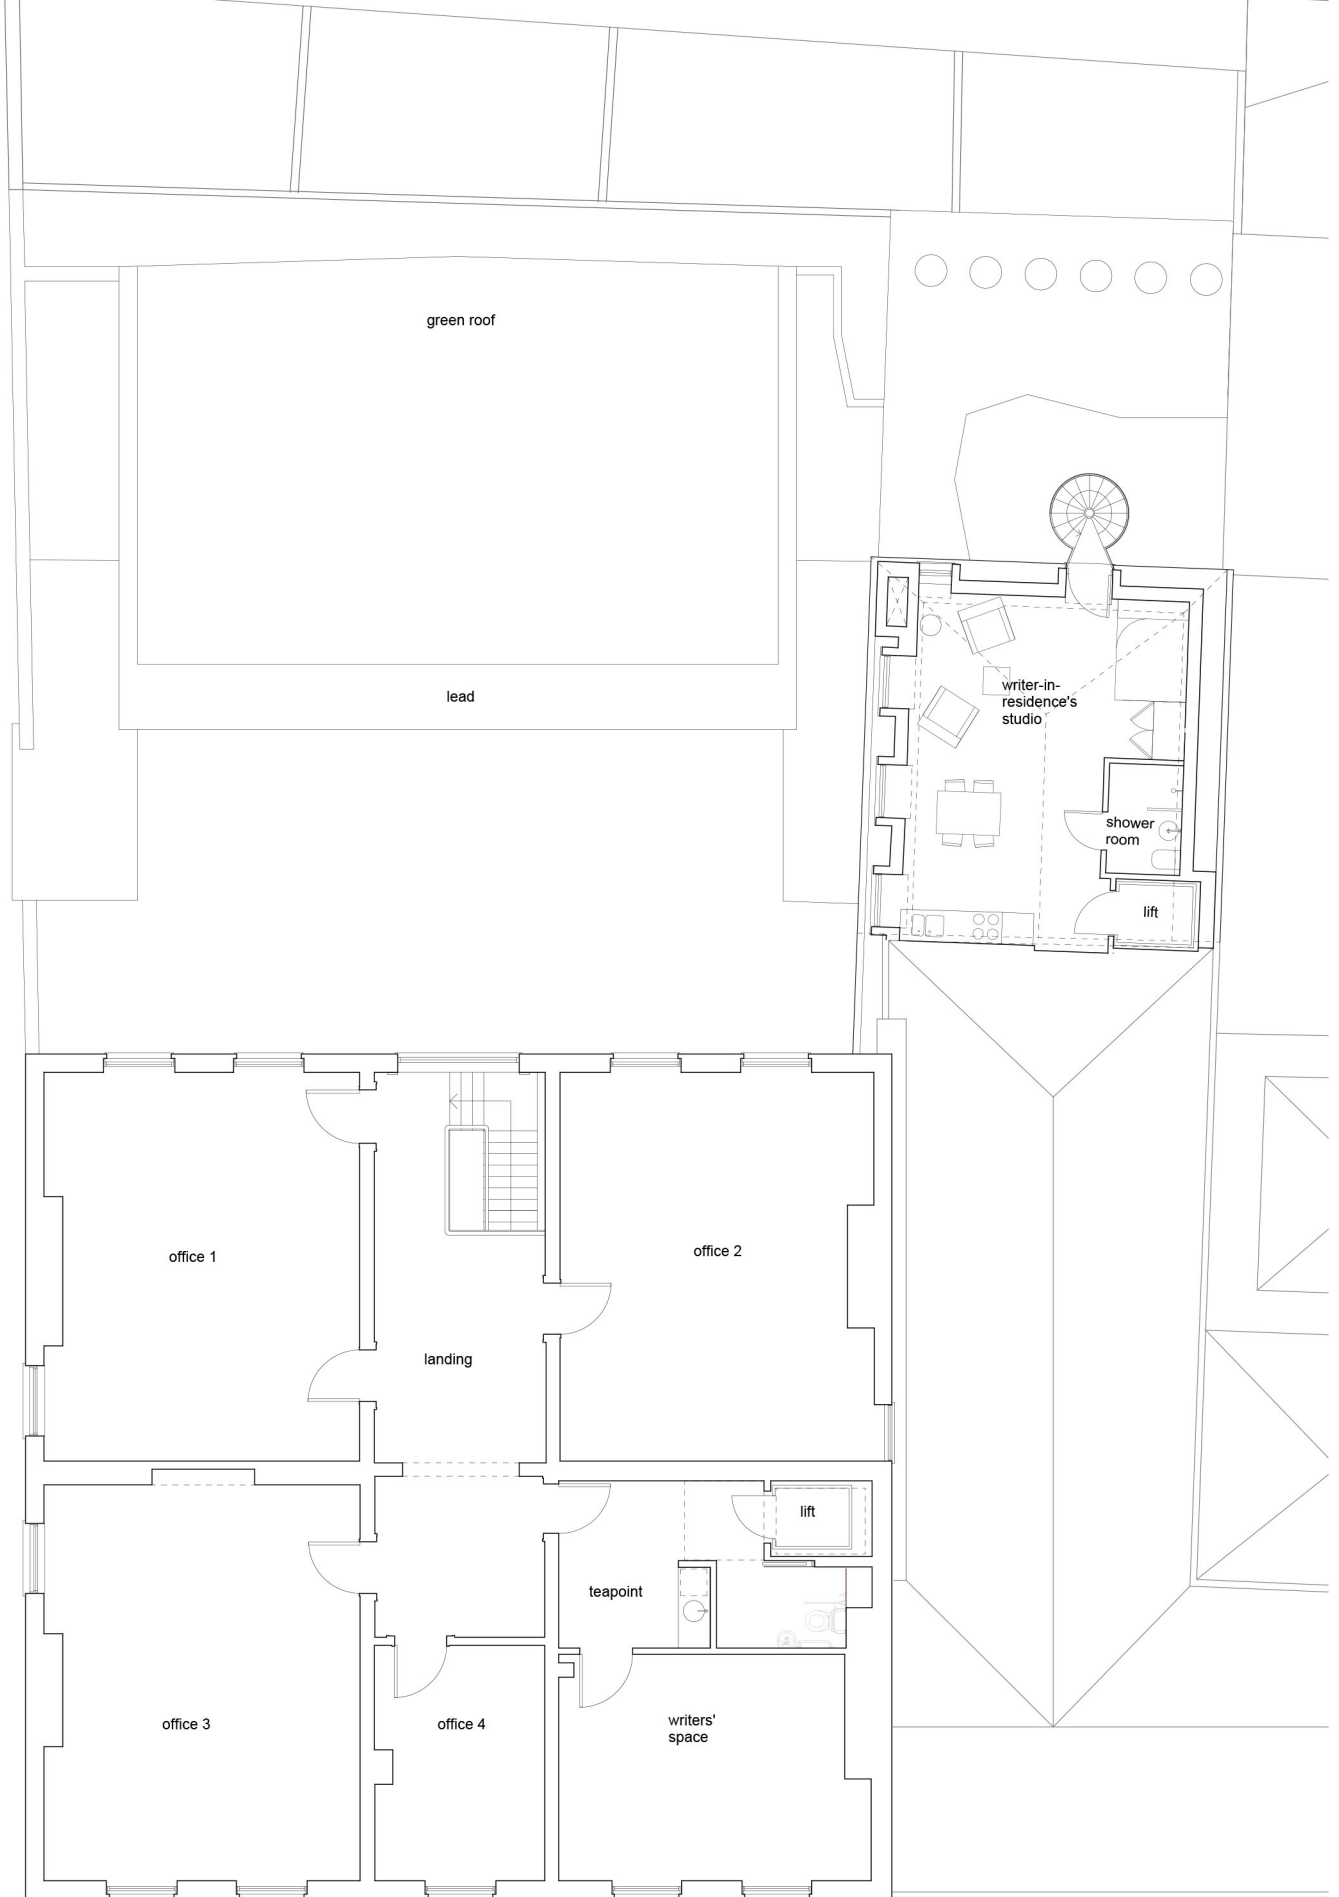 green roof
lead
writer-in-
residence's
studio
shower
room
lift
office 1
office 2
landing
lift
teapoint
office 3
office 4
writers'
space